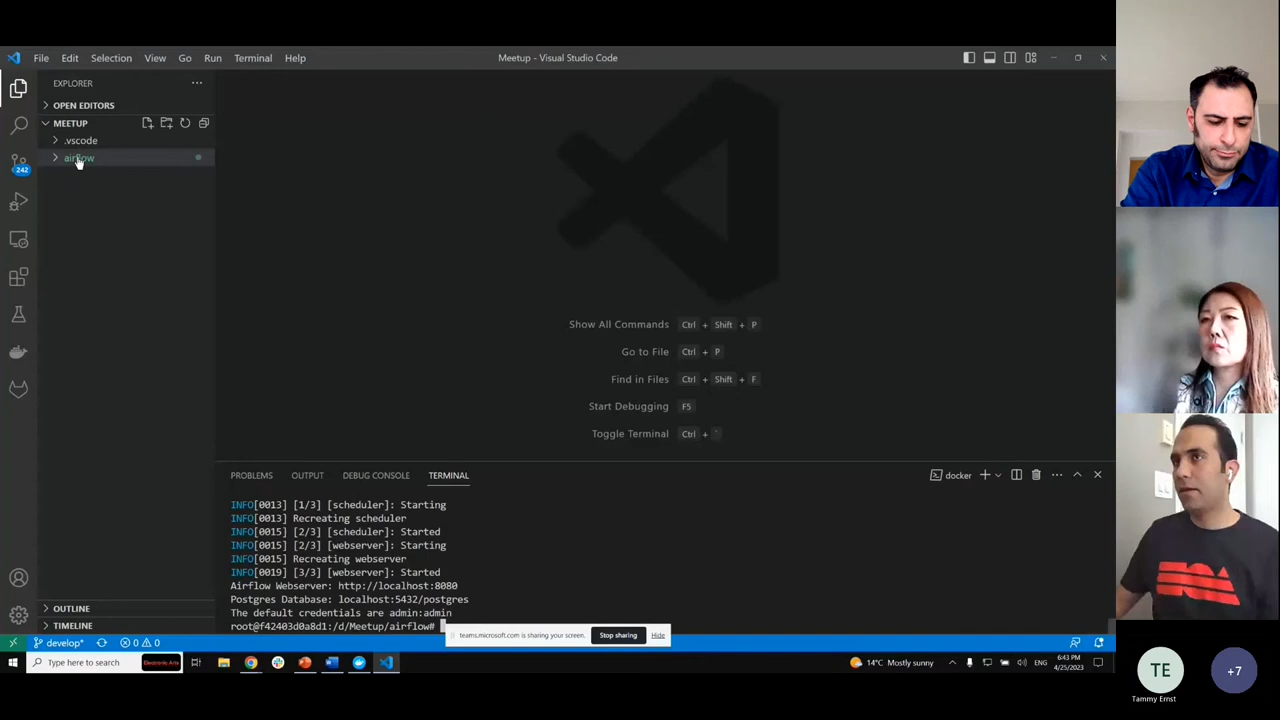 File Edit Selection View Go Run Terminal Help
Meetup - Visual Studio Code
EXPLORER
OPEN EDITORS
MEETUP
.vscode
airflow
242
Show All Commands Ctrl + Shift + P
Go to File Ctrl + P
Find in Files Ctrl + Shift + F
Start Debugging F5
Toggle Terminal Ctrl + `
PROBLEMS OUTPUT DEBUG CONSOLE TERMINAL
docker
INFO[0013] [1/3] [scheduler]: Starting
INFO[0013] Recreating scheduler
INFO[0015] [2/3] [scheduler]: Started
INFO[0015] [2/3] [webserver]: Starting
INFO[0015] Recreating webserver
INFO[0019] [3/3] [webserver]: Started
Airflow Webserver: http://localhost:8080
Postgres Database: localhost:5432/postgres
The default credentials are admin:admin
root@f42403d0a8d1:/d/Meetup/airflow#
OUTLINE
TIMELINE
teams.microsoft.com is sharing your screen. Stop sharing Hide
develop* 0 0
Type here to search
Electronic Arts
14°C Mostly sunny
ENG
6:43 PM
4/25/2023
TE
Tammy Ernst
+7